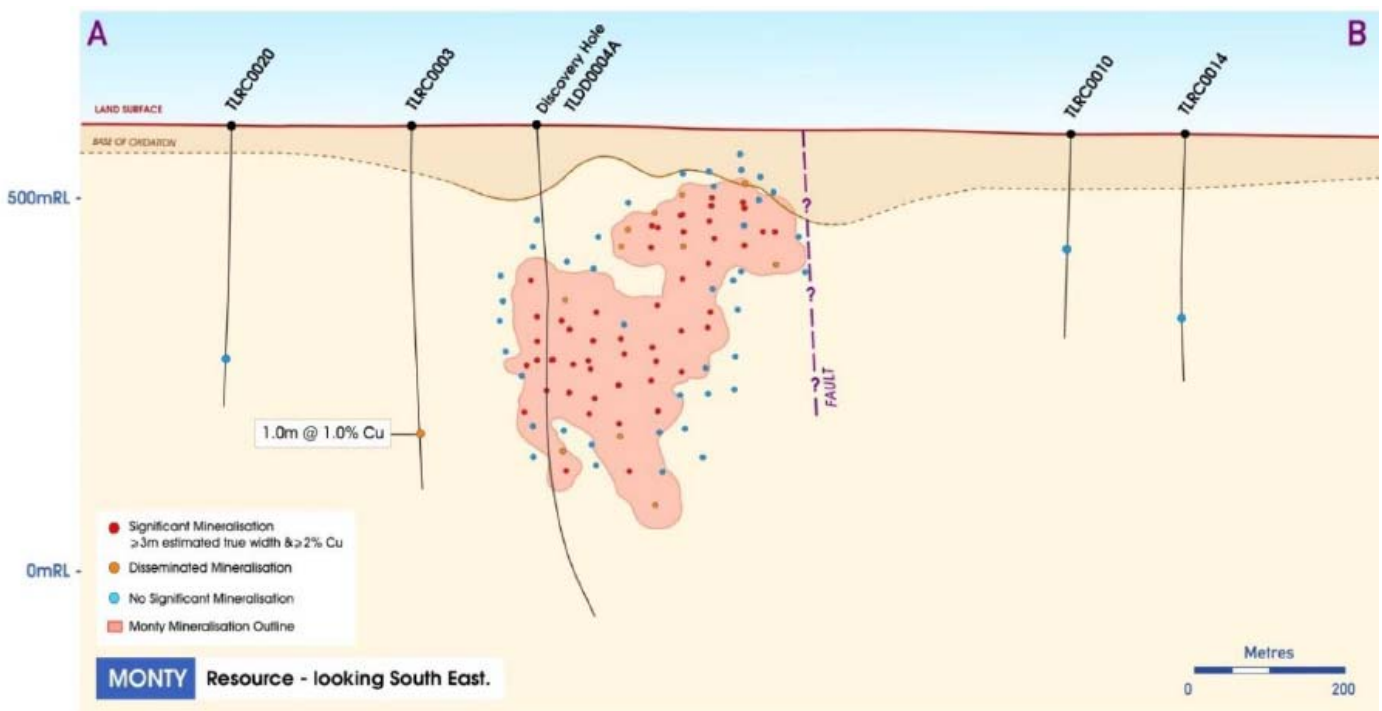 A
B
TLRC0020
TLRC0003
Discovery Hole
TLDD0004A
TLRC0010
TLRC0014
LAND SURFACE
BASE OF OXIDATION
500mRL
?
?
?
FAULT
1.0m @ 1.0% Cu
Significant Mineralisation
≥3m estimated true width &≥2% Cu
Disseminated Mineralisation
No Significant Mineralisation
Monty Mineralisation Outline
0mRL
MONTY Resource - looking South East.
Metres
0 200